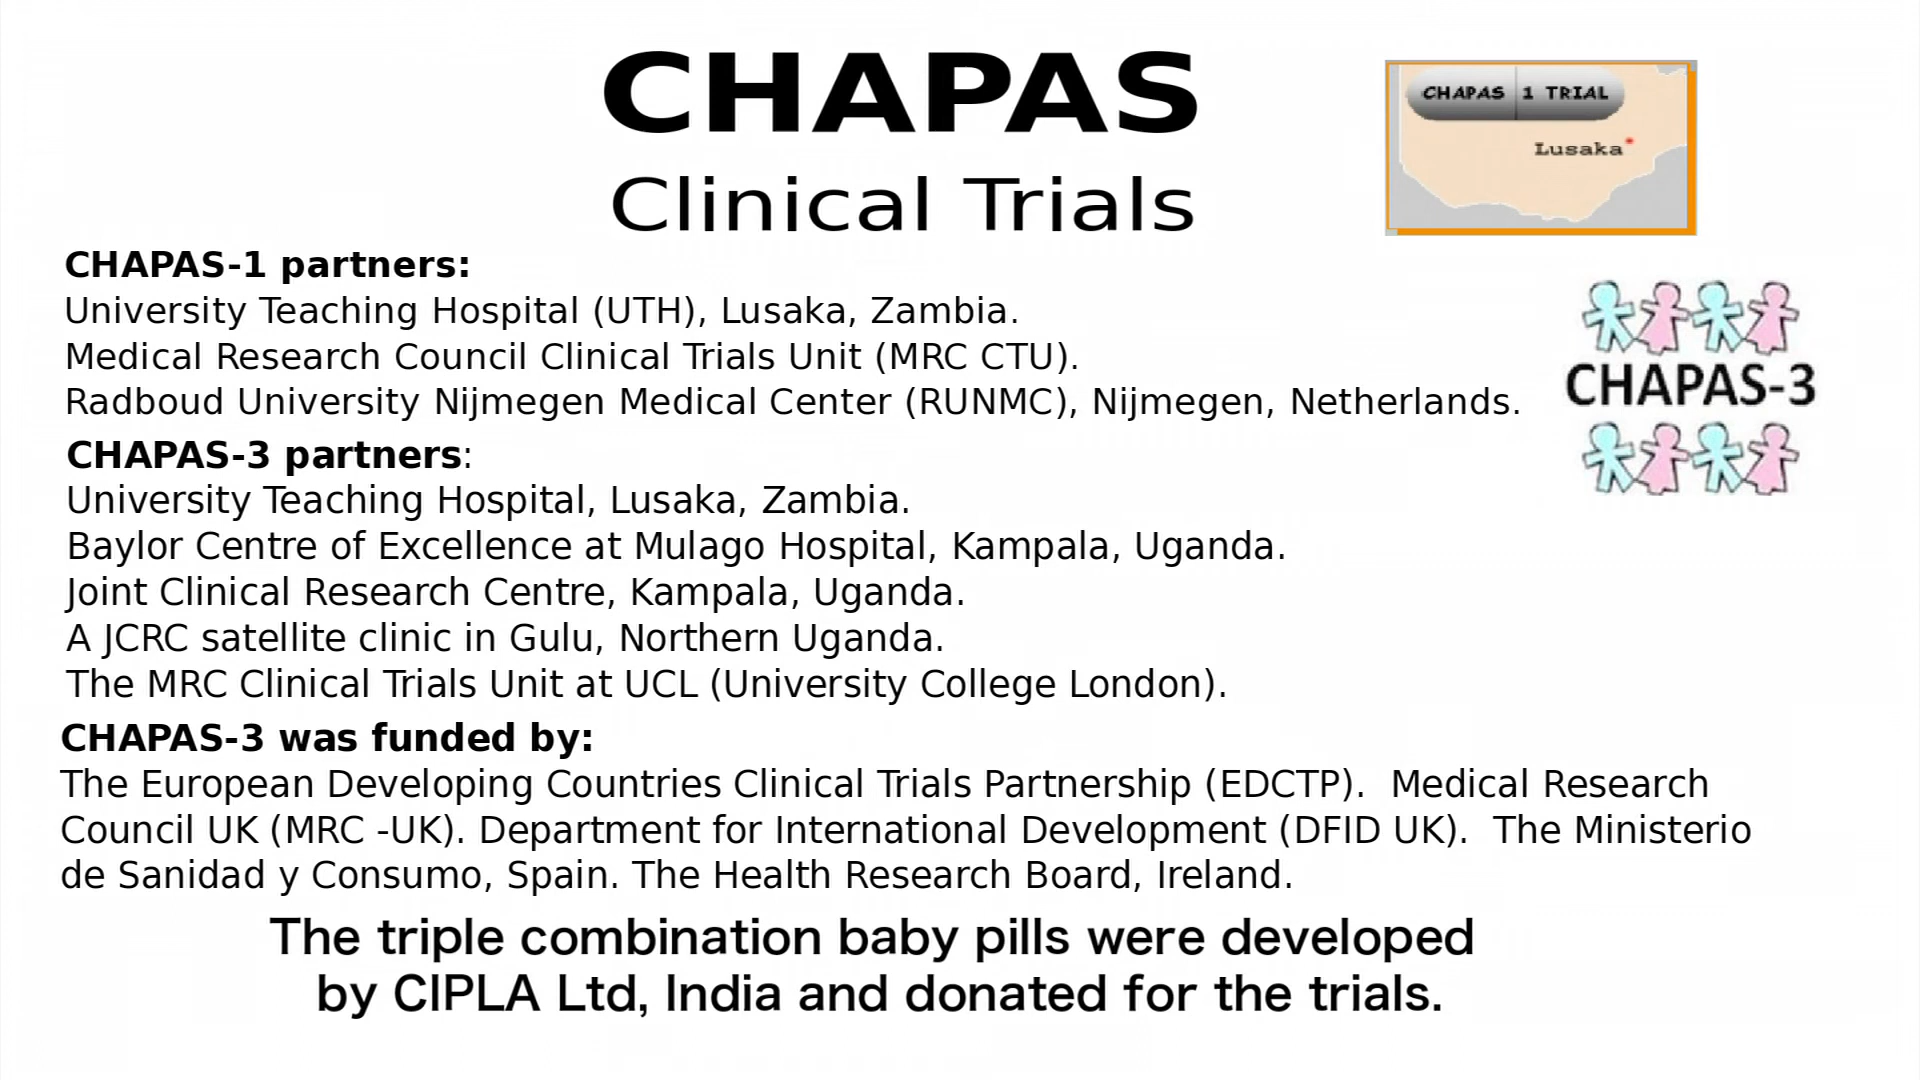 CHAPAS
Clinical Trials
CHAPAS 1 TRIAL
Lusaka
CHAPAS-1 partners:
University Teaching Hospital (UTH), Lusaka, Zambia.
Medical Research Council Clinical Trials Unit (MRC CTU).
Radboud University Nijmegen Medical Center (RUNMC), Nijmegen, Netherlands.
CHAPAS-3
CHAPAS-3 partners:
University Teaching Hospital, Lusaka, Zambia.
Baylor Centre of Excellence at Mulago Hospital, Kampala, Uganda.
Joint Clinical Research Centre, Kampala, Uganda.
A JCRC satellite clinic in Gulu, Northern Uganda.
The MRC Clinical Trials Unit at UCL (University College London).
CHAPAS-3 was funded by:
The European Developing Countries Clinical Trials Partnership (EDCTP).  Medical Research
Council UK (MRC -UK). Department for International Development (DFID UK).  The Ministerio
de Sanidad y Consumo, Spain. The Health Research Board, Ireland.
The triple combination baby pills were developed
by CIPLA Ltd, India and donated for the trials.